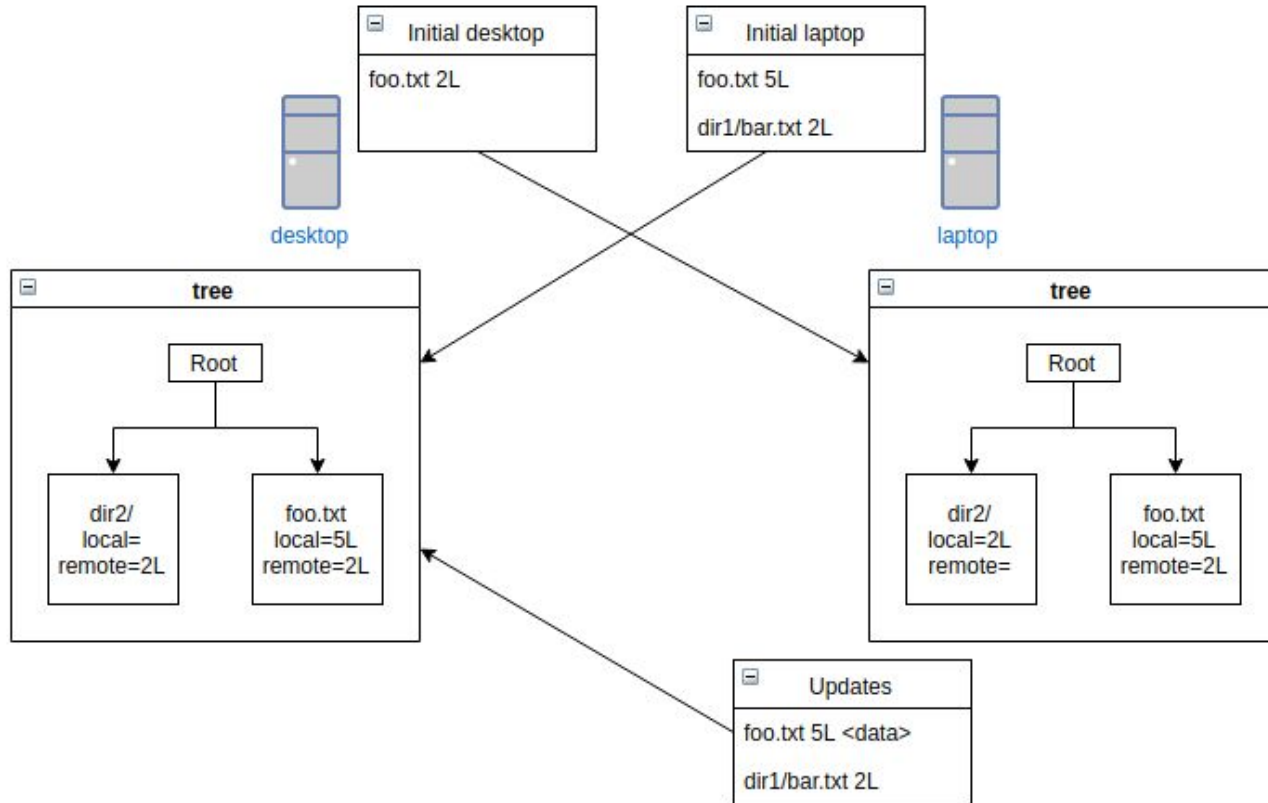 Initial desktop
foo.txt 2L
Initial laptop
foo.txt 5L
dir1/bar.txt 2L
desktop
laptop
tree
Root
dir2/
local=
remote=2L
foo.txt
local=5L
remote=2L
tree
Root
dir2/
local=2L
remote=
foo.txt
local=5L
remote=2L
Updates
foo.txt 5L <data>
dir1/bar.txt 2L